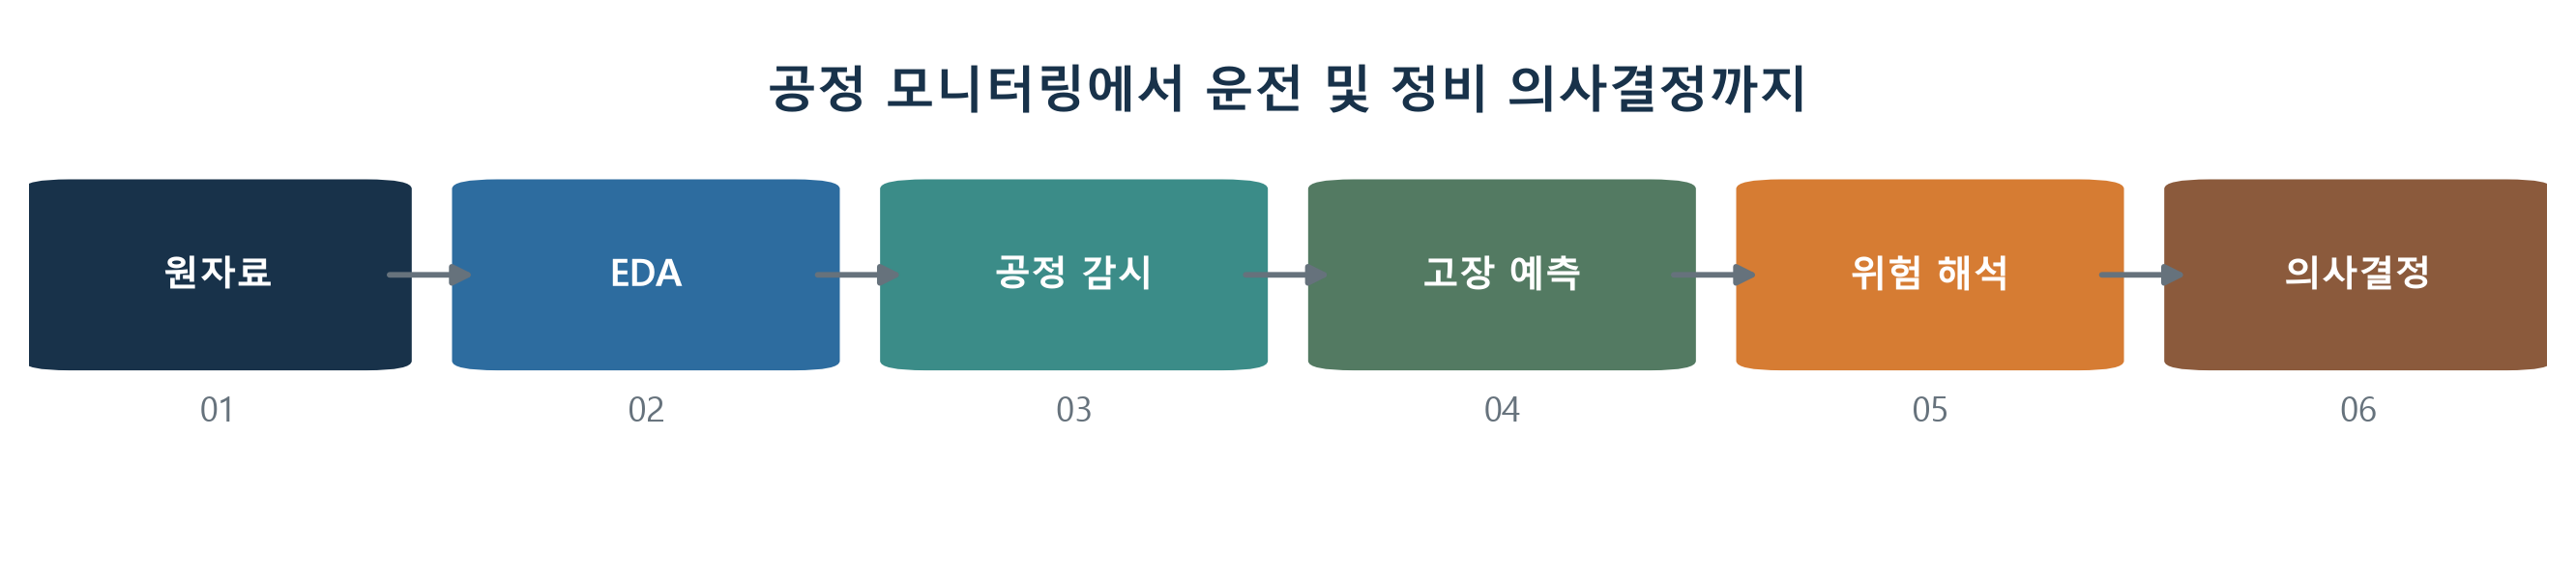 공정 모니터링에서 운전 및 정비 의사결정까지
원자료
EDA
공정 감시
고장 예측
위험 해석
의사결정
01
02
03
04
05
06